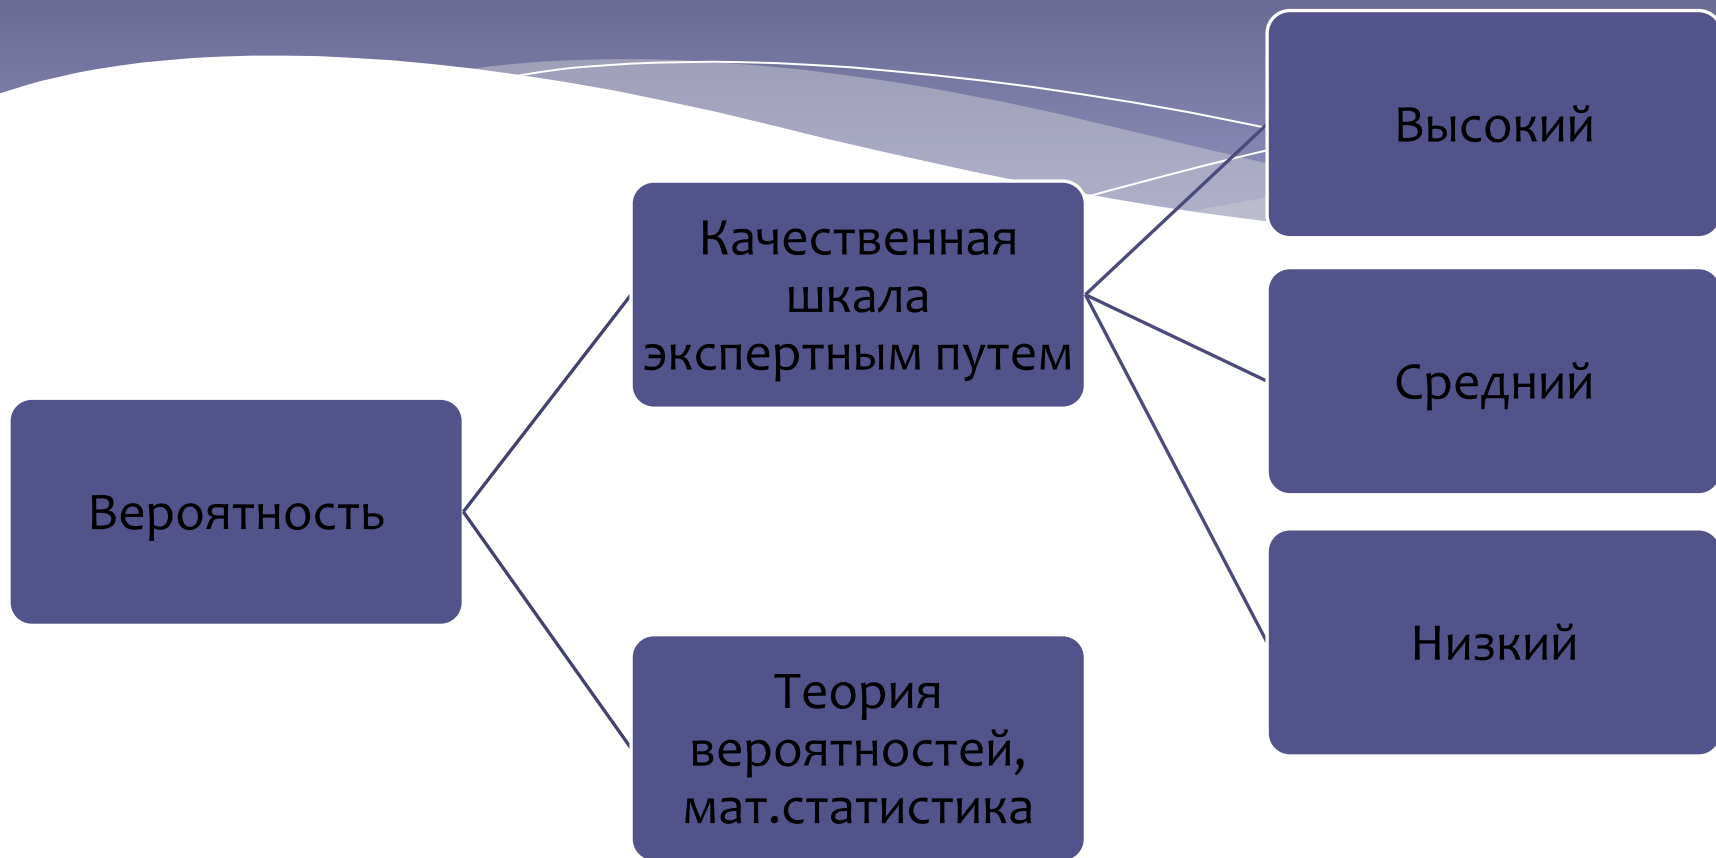 Вероятность
Качественная
шкала
экспертным путем
Теория
вероятностей,
мат.статистика
Высокий
Средний
Низкий